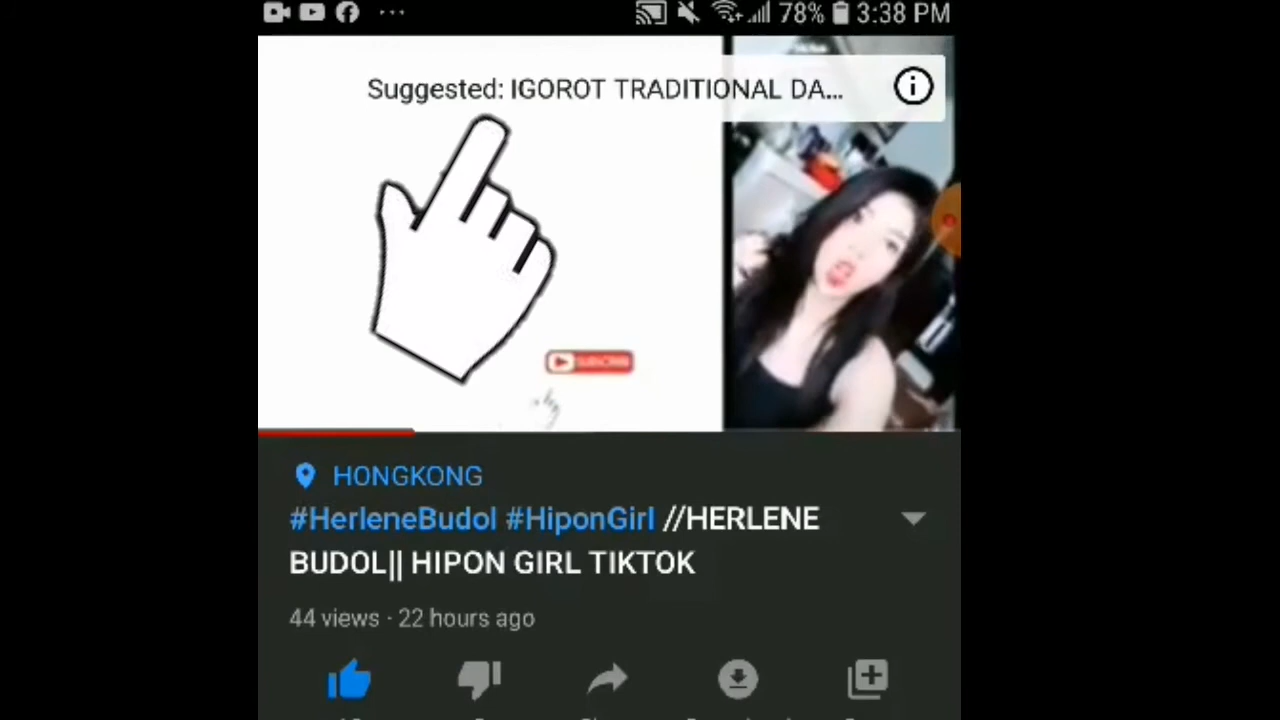 78% 3:38 PM
Suggested: IGOROT TRADITIONAL DA...
SUBSCRIBE
HONGKONG
#HerleneBudol #HiponGirl //HERLENE
BUDOL|| HIPON GIRL TIKTOK
44 views · 22 hours ago